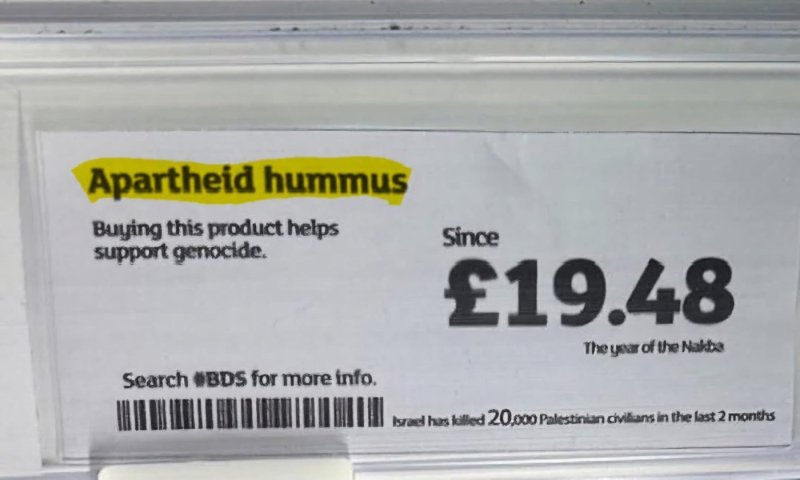 Apartheid hummus
Buying this product helps
support genocide.
Since
£19.48
The year of the Nakba
Search #BDS for more info.
Israel has killed 20,000 Palestinian civilians in the last 2 months